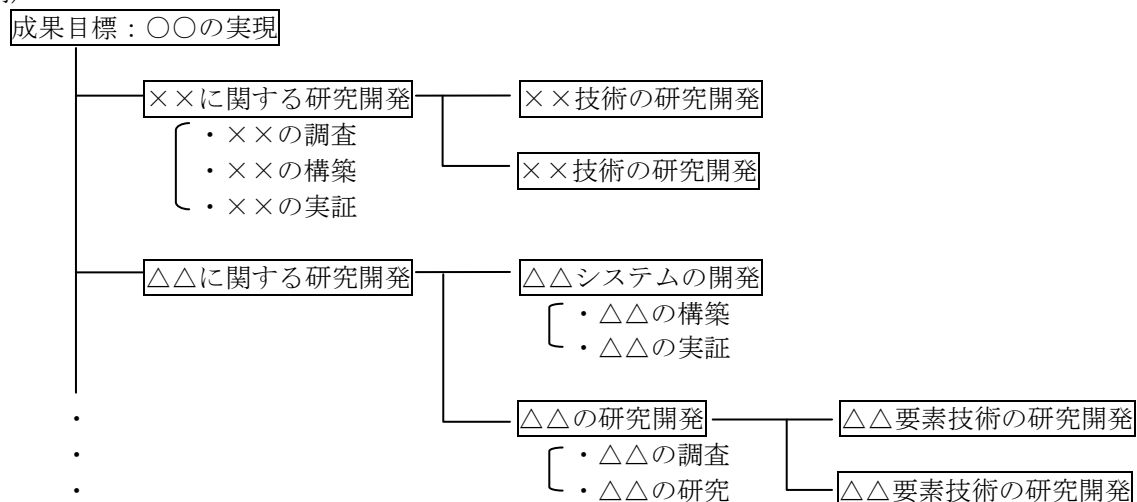 成果目標：〇〇の実現
××に関する研究開発
××技術の研究開発
・××の調査
・××の構築
××技術の研究開発
・××の実証
△△に関する研究開発
△△システムの開発
・△△の構築
・△△の実証
・
△△の研究開発
△△要素技術の研究開発
・
・△△の調査
・
・△△の研究
△△要素技術の研究開発